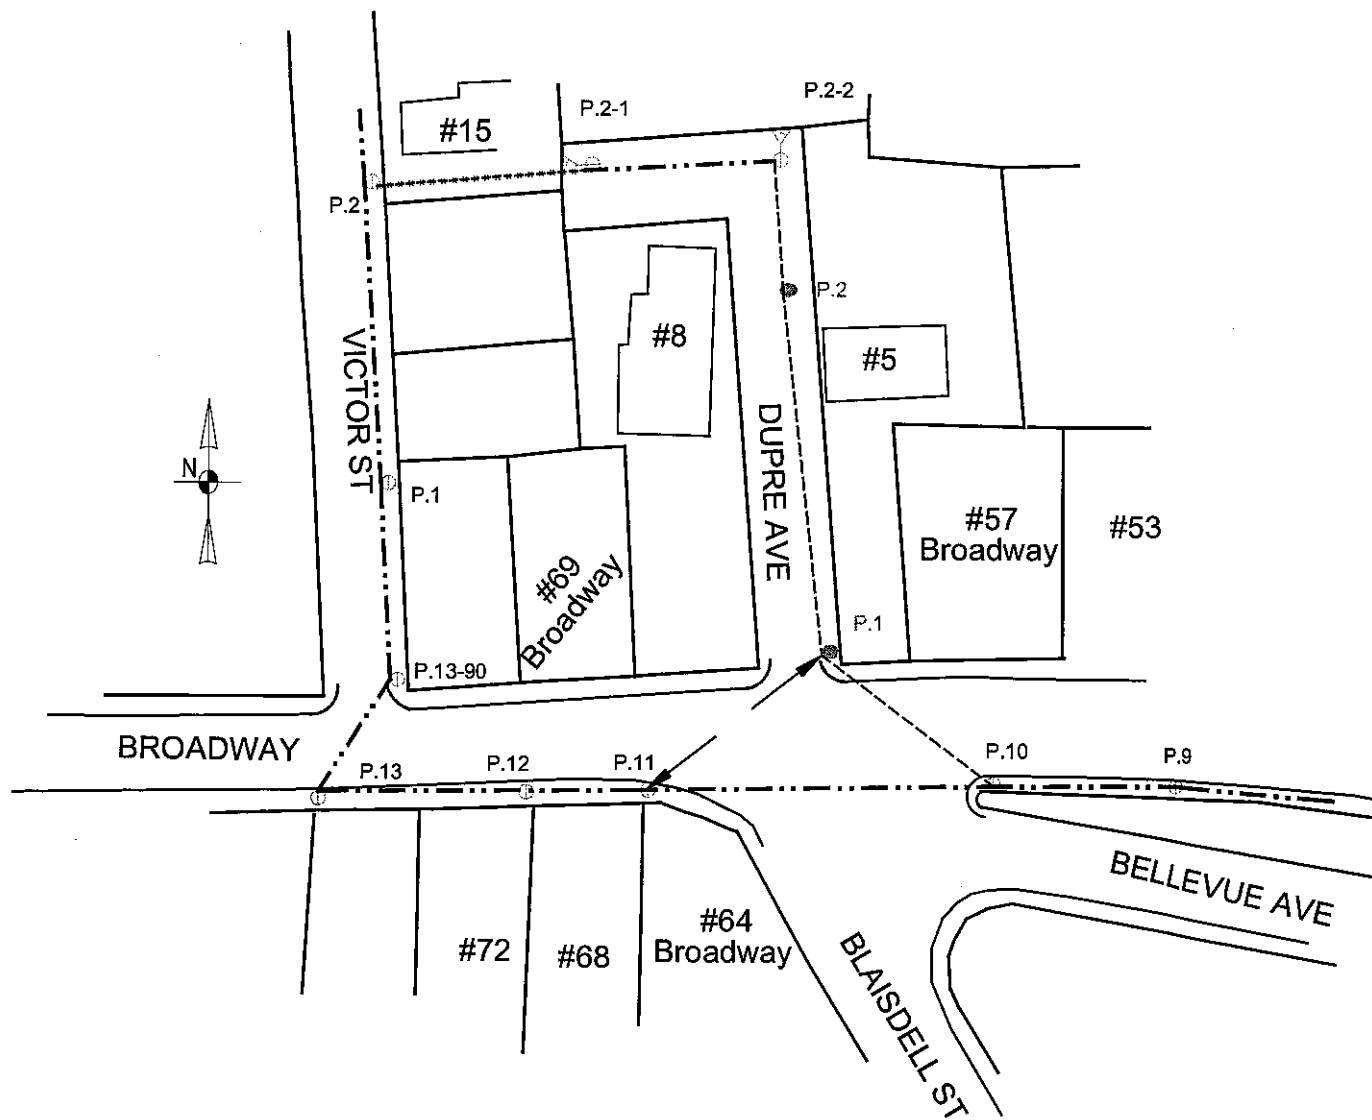 P.2-2
P.2-1
#15
P.2
P.2
#8
#5
VICTOR ST
DUPRE AVE
N
P.1
#57
Broadway
#53
#69
Broadway
P.1
P.13-90
BROADWAY
P.13
P.12
P.11
P.10
P.9
BELLEVUE AVE
#72
#68
#64
Broadway
BLAISDELL ST